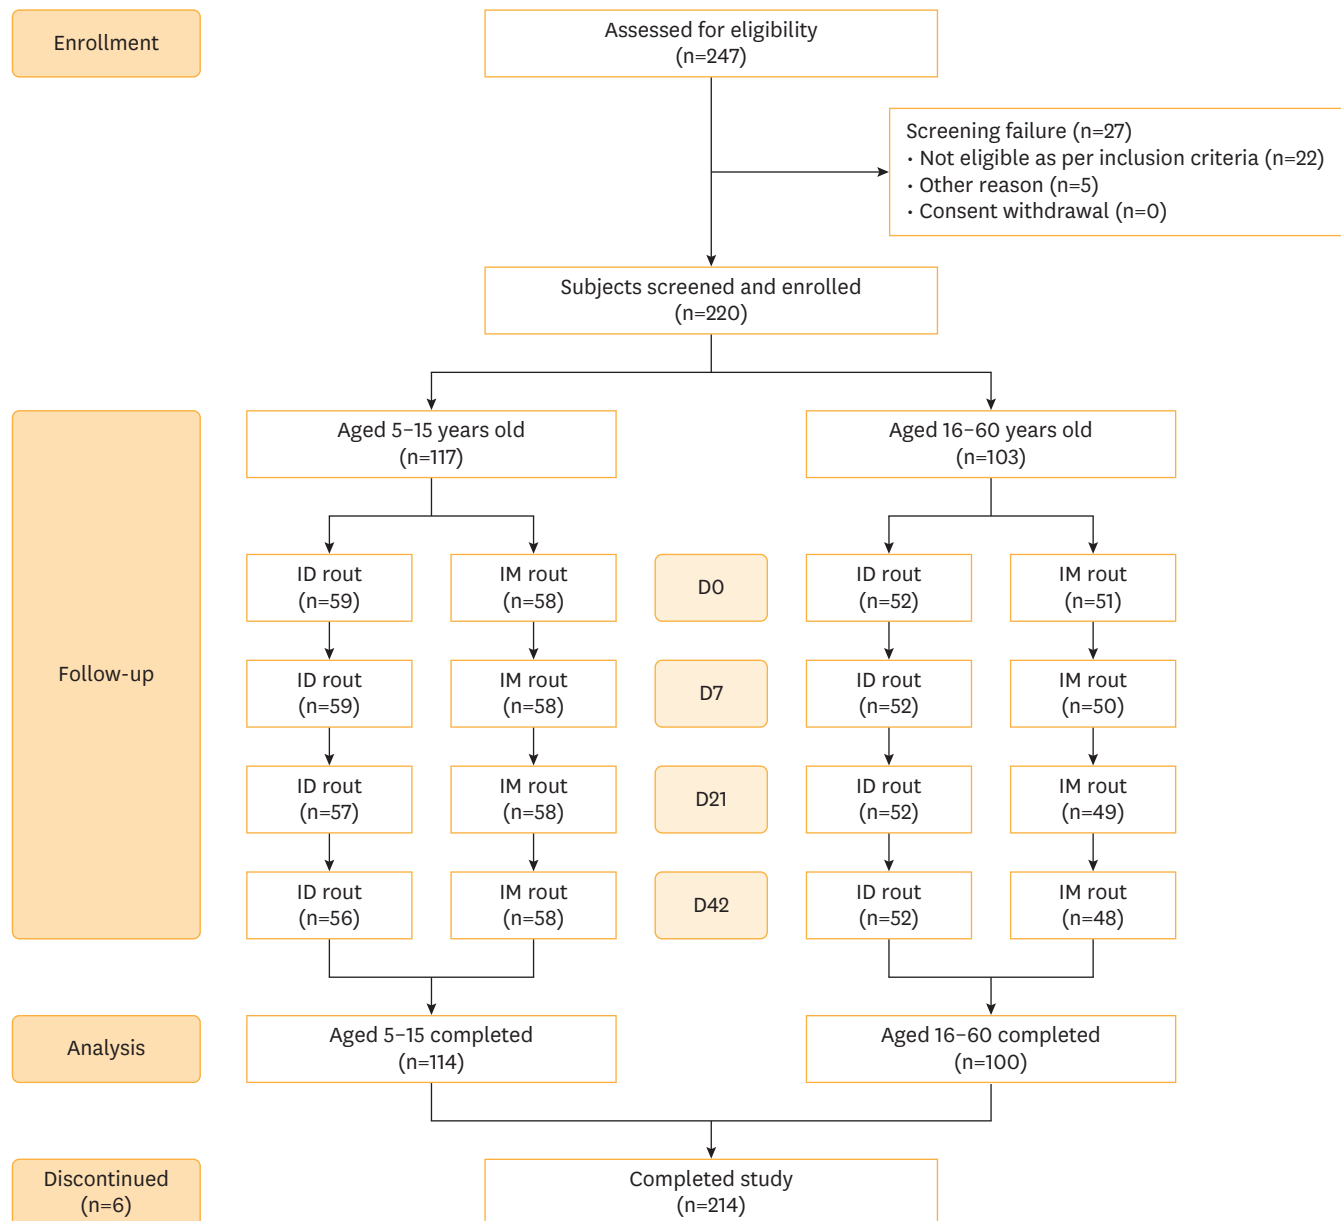 Enrollment
Assessed for eligibility
(n=247)
Screening failure (n=27)
· Not eligible as per inclusion criteria (n=22)
· Other reason (n=5)
· Consent withdrawal (n=0)
Subjects screened and enrolled
(n=220)
Follow-up
Aged 5–15 years old
(n=117)
Aged 16–60 years old
(n=103)
ID rout
(n=59)
IM rout
(n=58)
D0
ID rout
(n=52)
IM rout
(n=51)
ID rout
(n=59)
IM rout
(n=58)
D7
ID rout
(n=52)
IM rout
(n=50)
ID rout
(n=57)
IM rout
(n=58)
D21
ID rout
(n=52)
IM rout
(n=49)
ID rout
(n=56)
IM rout
(n=58)
D42
ID rout
(n=52)
IM rout
(n=48)
Analysis
Aged 5–15 completed
(n=114)
Aged 16–60 completed
(n=100)
Discontinued
(n=6)
Completed study
(n=214)